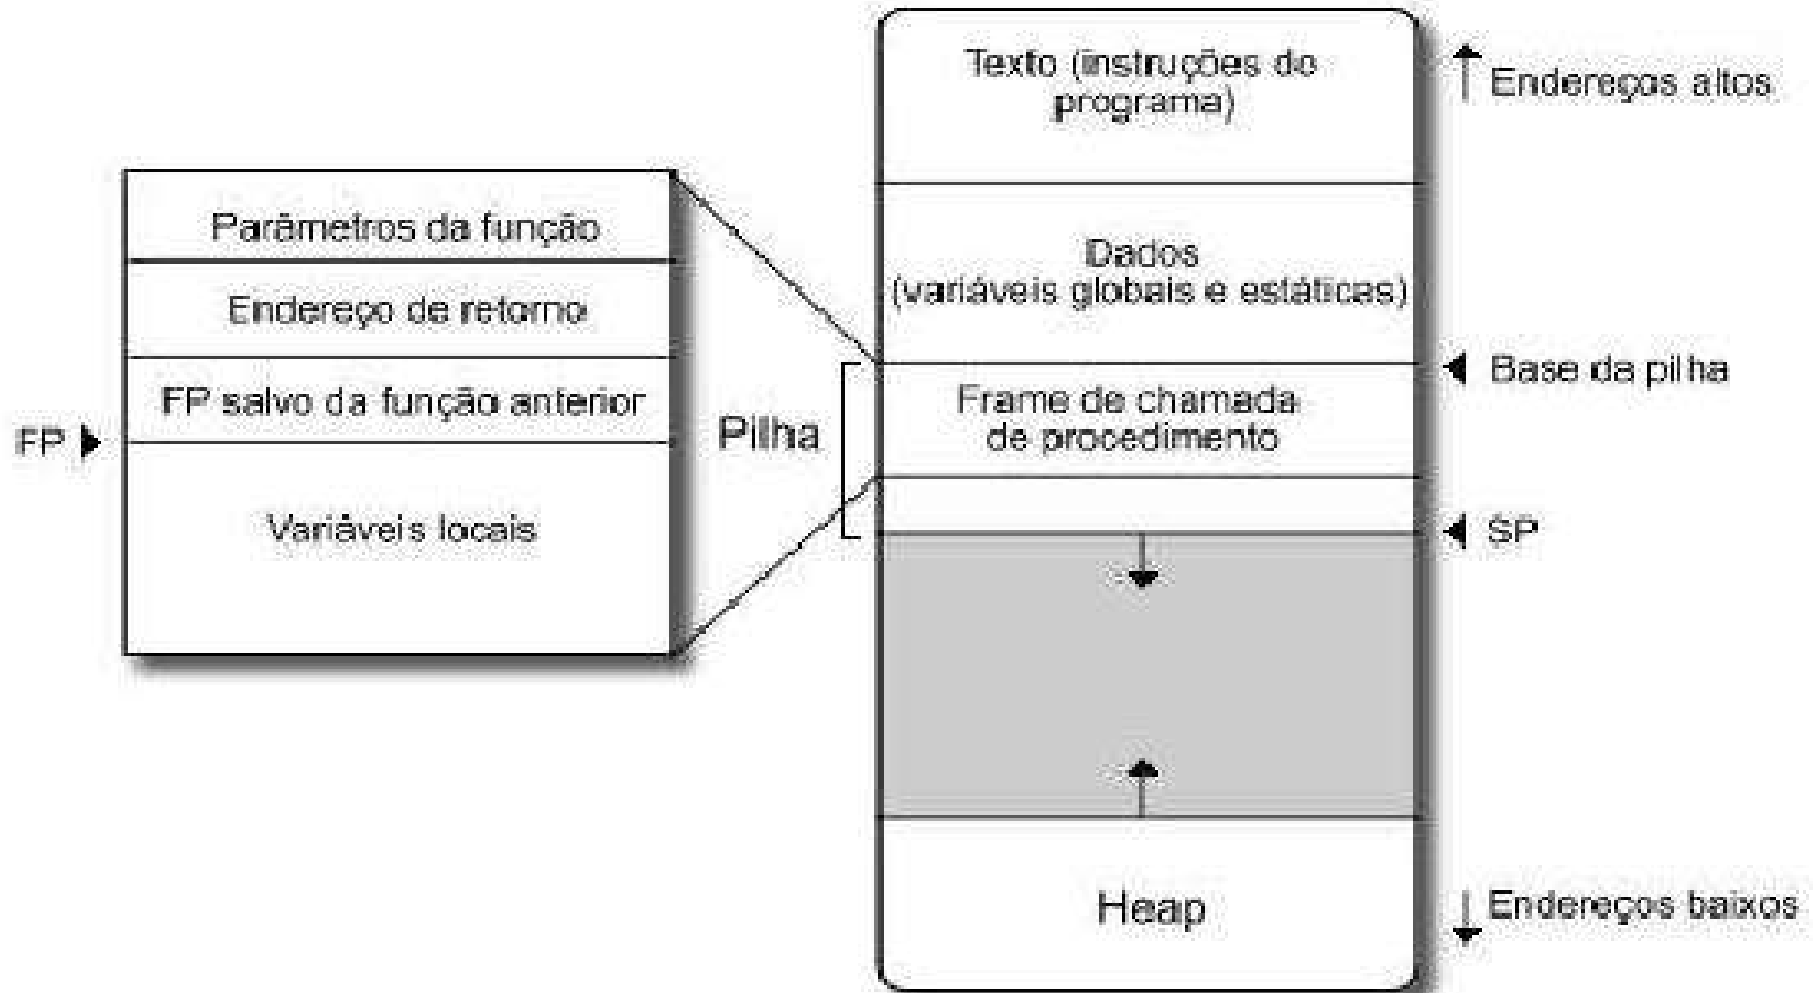 Texto (instruções do
programa)
Endereços altos
Parâmetros da função
Endereço de retorno
FP salvo da função anterior
FP
Variáveis locais
Dados
(variáveis globais e estáticas)
Base da pilha
Pilha
Frame de chamada
de procedimento
SP
Heap
Endereços baixos